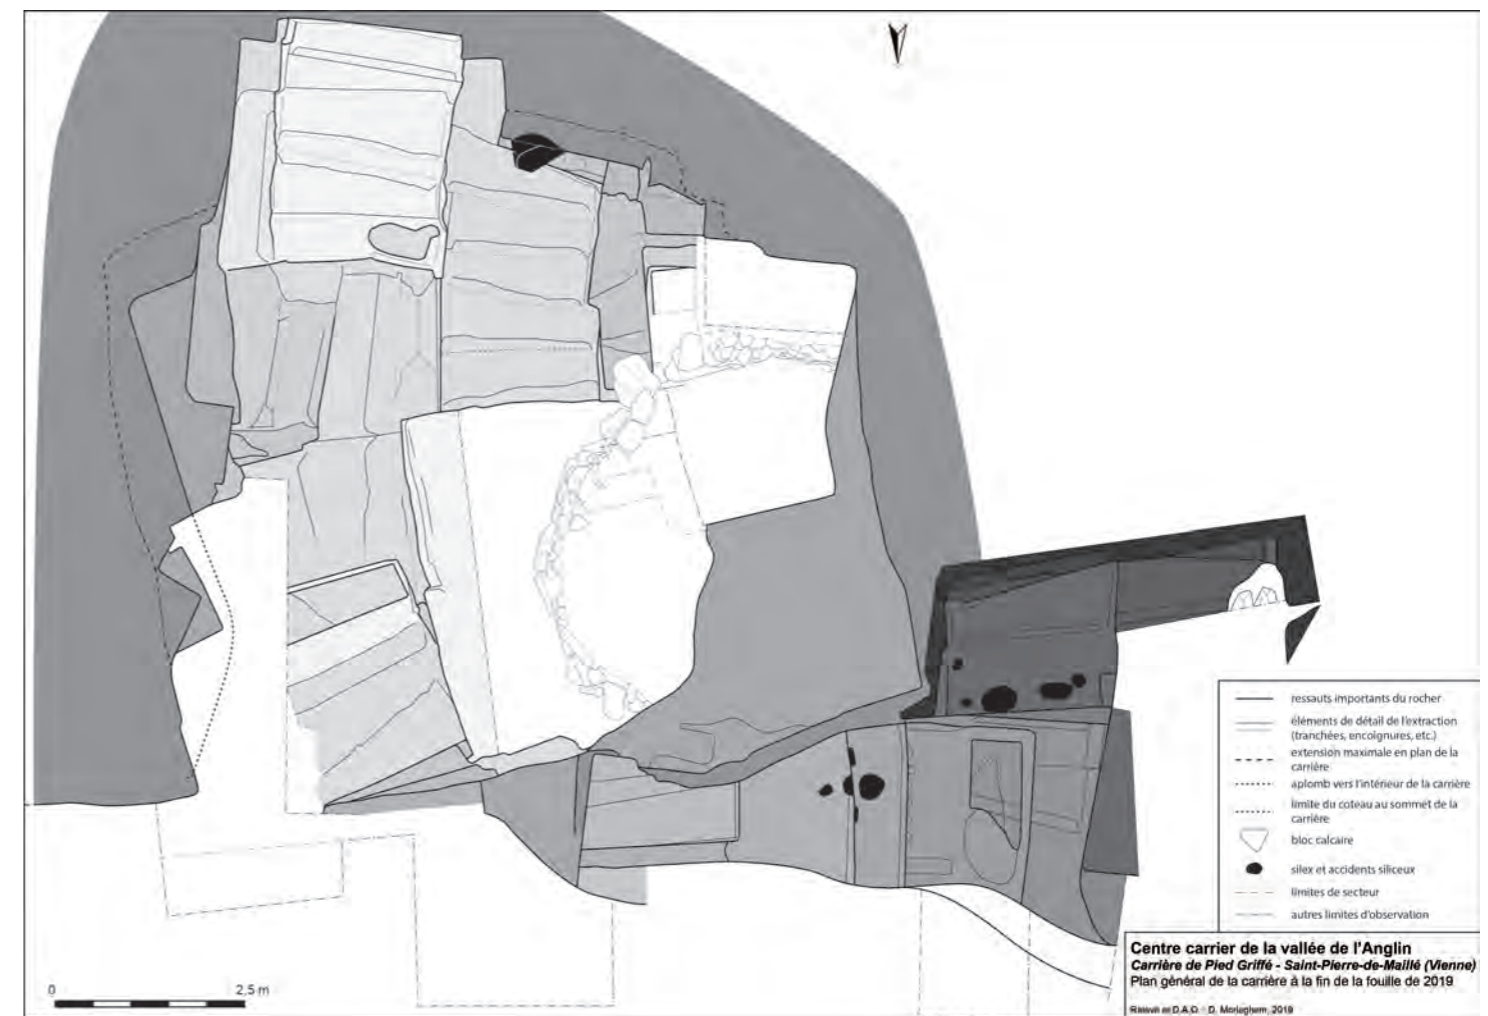 0
2,5 m
ressauts importants du rocher
éléments de détail de l'extraction
(tranchées, encoignures, etc.)
extension maximale en plan de la
carrière
aplomb vers l'intérieur de la carrière
limite du coteau au sommet de la
carrière
bloc calcaire
silex et accidents siliceux
limites de secteur
autres limites d'observation
Centre carrier de la vallée de l'Anglin
Carrière de Pied Griffé - Saint-Pierre-de-Maillé (Vienne)
Plan général de la carrière à la fin de la fouille de 2019
D.A.O. D. Morleghem, 2019